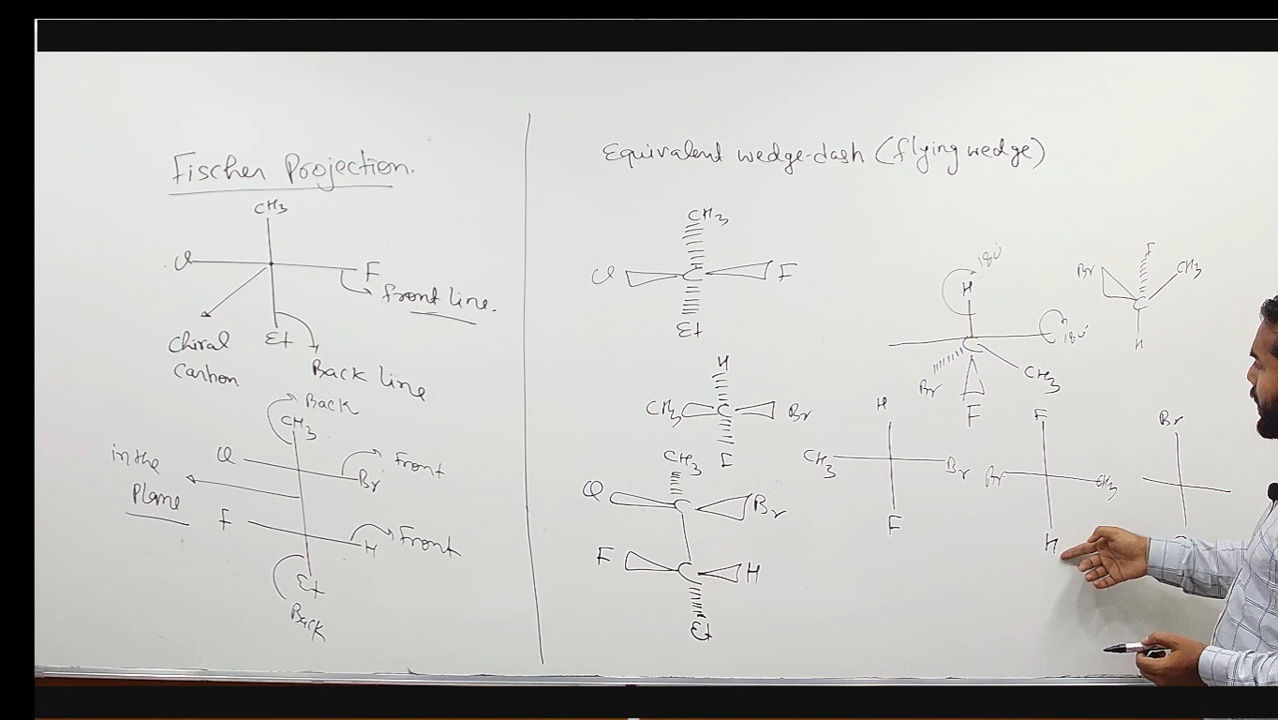 Fischer Projection.
CH3
Cl F
front line.
Chiral
Carbon
Et
Back line
Back
CH3
Cl
Front
Br
in the
Plane
F
Front
H
Et
Back
Equivalent wedge-dash (flying wedge)
CH3
Cl C F
Et
H
CH3 C Br
F
CH3
Cl C Br
F C H
Et
180°
H
180°
C
Br CH3
F
F
Br CH3
C
H
H
CH3 Br
F
F
Br CH3
H
Br